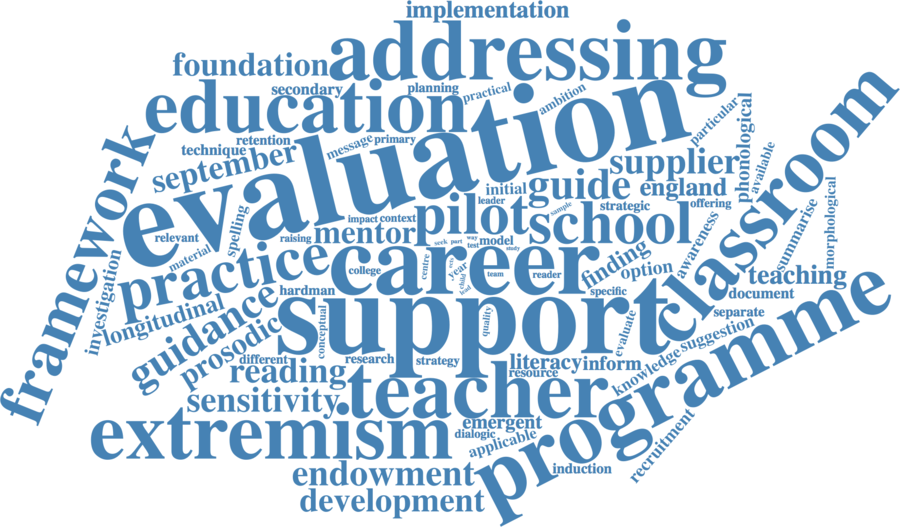 implementation
addressing
foundation
secondary
planning
practical
ambition
education
evaluation
particular
phonological
available
classroom
retention
message
primary
technique
september
framework
supplier
initial
guide
england
leader
offering
strategic
sample
spelling
impact
context
pilot
school
relevant
raising
mentor
material
practice
career
seek
part
way
test
model
study
centre
year
child
team
reader
college
finding
option
awareness
summarise
morphological
teaching
document
specific
investigation
longitudinal
hardman
support
guidance
prosodic
conceptual
quality
evaluate
separate
programme
different
research
strategy
literacy
inform
resource
knowledge
suggestion
reading
teacher
sensitivity
extremism
emergent
dialogic
applicable
recruitment
induction
endowment
development